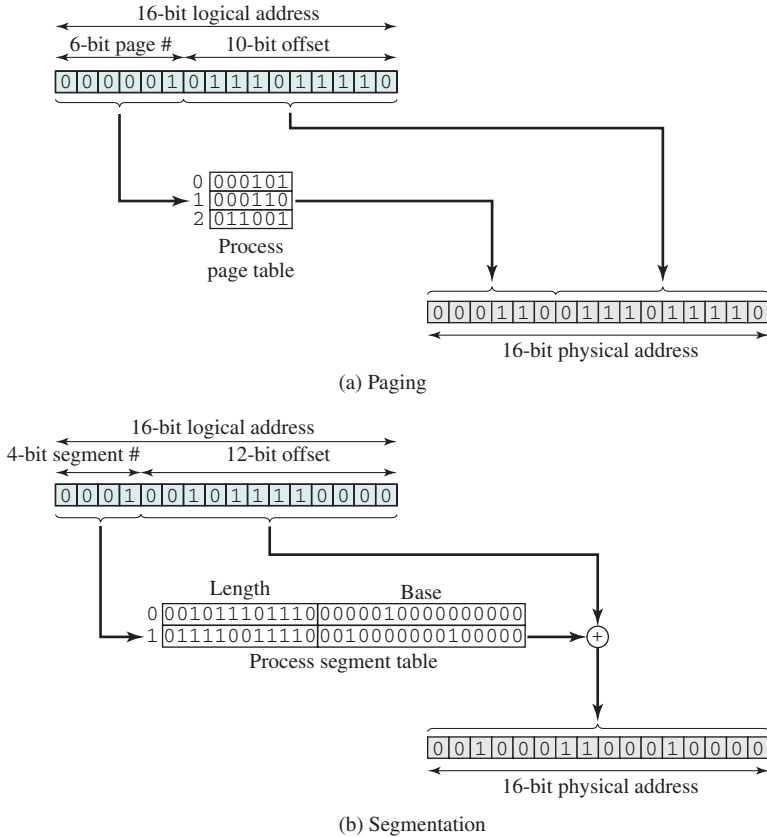 16-bit logical address
6-bit page # 10-bit offset
0 0 0 0 0 1 0 1 1 1 0 1 1 1 1 0
0 000101
1 000110
2 011001
Process
page table
0 0 0 1 1 0 0 1 1 1 0 1 1 1 1 0
16-bit physical address
(a) Paging
16-bit logical address
4-bit segment # 12-bit offset
0 0 0 1 0 0 1 0 1 1 1 1 0 0 0 0
Length Base
0 001011101110 0000010000000000
1 011110011110 0010000000100000
+
Process segment table
0 0 1 0 0 0 1 1 0 0 0 1 0 0 0 0
16-bit physical address
(b) Segmentation